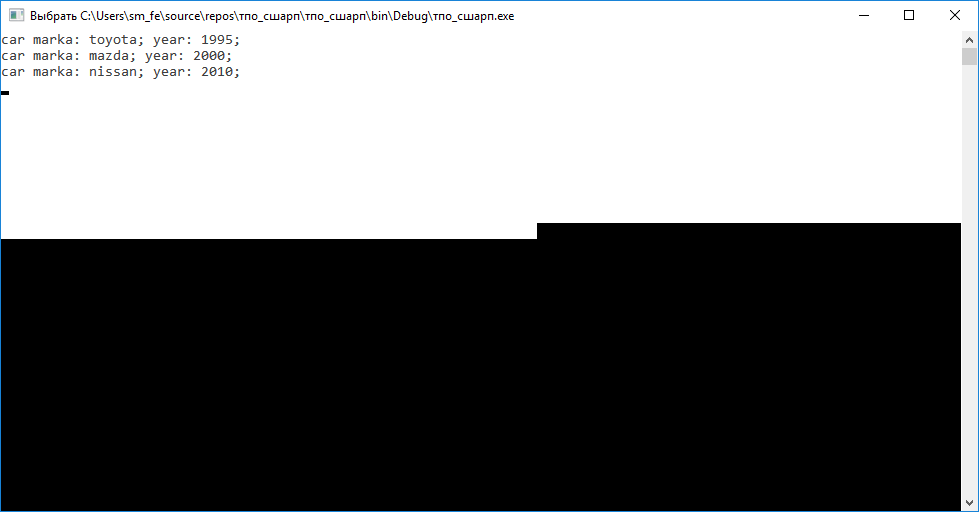 Выбрать C:\Users\sm_fe\source\repos\тпо_сшарп\тпо_сшарп\bin\Debug\тпо_сшарп.exe
car marka: toyota; year: 1995;
car marka: mazda; year: 2000;
car marka: nissan; year: 2010;